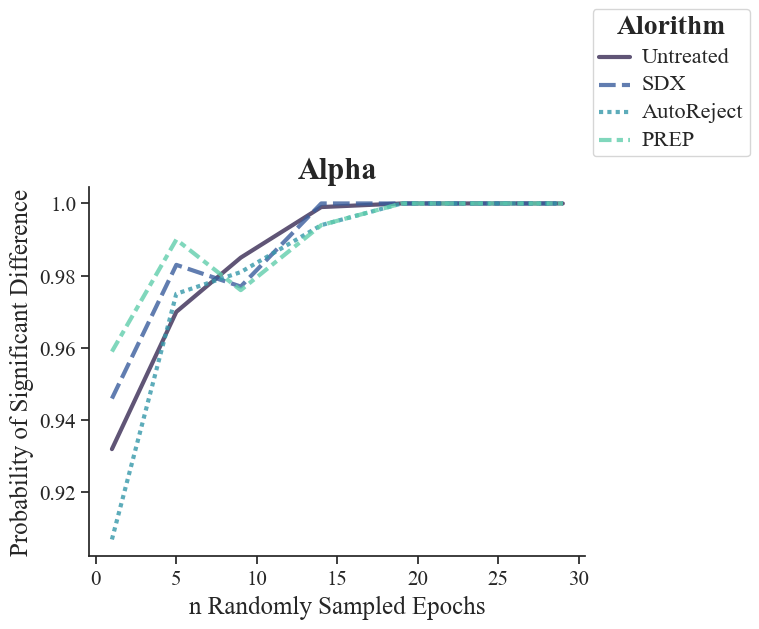 Alorithm
Untreated
SDX
AutoReject
PREP
Alpha
Probability of Significant Difference
1.0
0.98
0.96
0.94
0.92
0 5 10 15 20 25 30
n Randomly Sampled Epochs